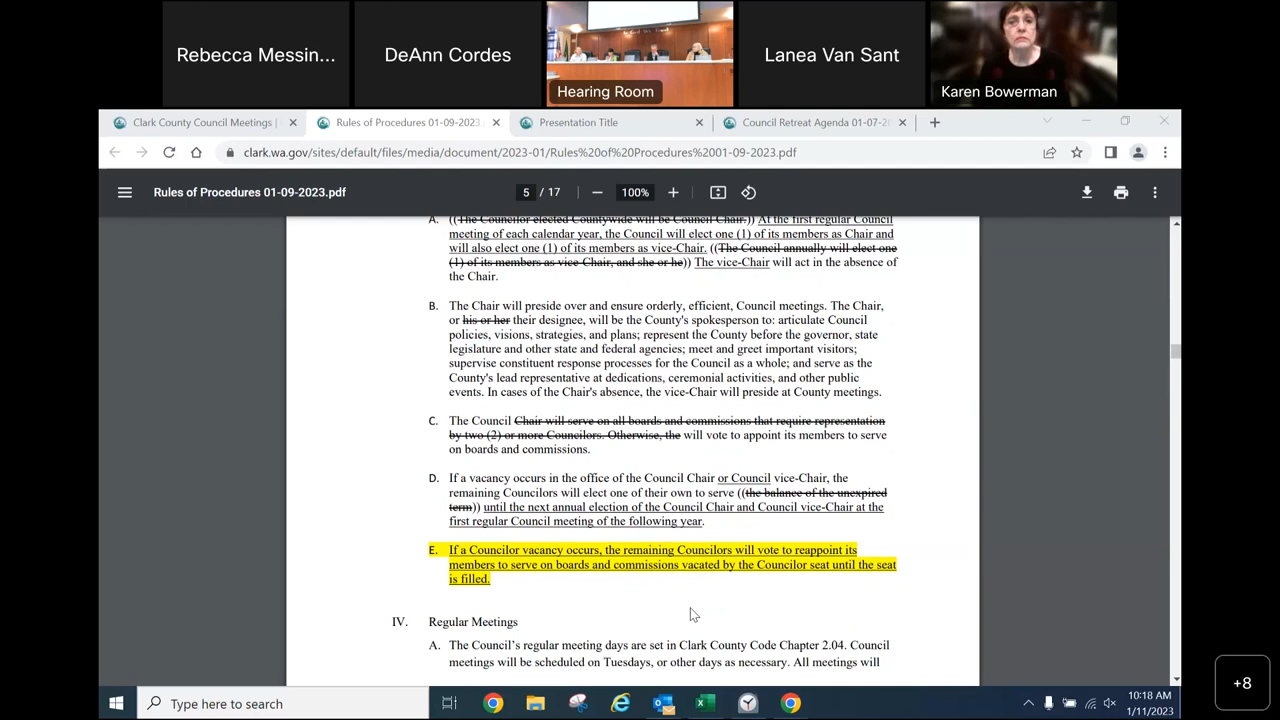 Rebecca Messin...
DeAnn Cordes
Hearing Room
Lanea Van Sant
Karen Bowerman
Clark County Council Meetings |
Rules of Procedures 01-09-2023.
Presentation Title
Council Retreat Agenda 01-07-20
clark.wa.gov/sites/default/files/media/document/2023-01/Rules%20of%20Procedures%2001-09-2023.pdf
Rules of Procedures 01-09-2023.pdf
5 / 17
100%
A. ((The Councilor elected Countywide will be Council Chair.)) At the first regular Council
meeting of each calendar year, the Council will elect one (1) of its members as Chair and
will also elect one (1) of its members as vice-Chair. ((The Council annually will elect one
(1) of its members as vice-Chair, and she or he)) The vice-Chair will act in the absence of
the Chair.
B. The Chair will preside over and ensure orderly, efficient, Council meetings. The Chair,
or his or her their designee, will be the County's spokesperson to: articulate Council
policies, visions, strategies, and plans; represent the County before the governor, state
legislature and other state and federal agencies; meet and greet important visitors;
supervise constituent response processes for the Council as a whole; and serve as the
County's lead representative at dedications, ceremonial activities, and other public
events. In cases of the Chair's absence, the vice-Chair will preside at County meetings.
C. The Council Chair will serve on all boards and commissions that require representation
by two (2) or more Councilors. Otherwise, the will vote to appoint its members to serve
on boards and commissions.
D. If a vacancy occurs in the office of the Council Chair or Council vice-Chair, the
remaining Councilors will elect one of their own to serve ((the balance of the unexpired
term)) until the next annual election of the Council Chair and Council vice-Chair at the
first regular Council meeting of the following year.
E. If a Councilor vacancy occurs, the remaining Councilors will vote to reappoint its
members to serve on boards and commissions vacated by the Councilor seat until the seat
is filled.
IV. Regular Meetings
A. The Council's regular meeting days are set in Clark County Code Chapter 2.04. Council
meetings will be scheduled on Tuesdays, or other days as necessary. All meetings will
+8
Type here to search
10:18 AM
1/11/2023